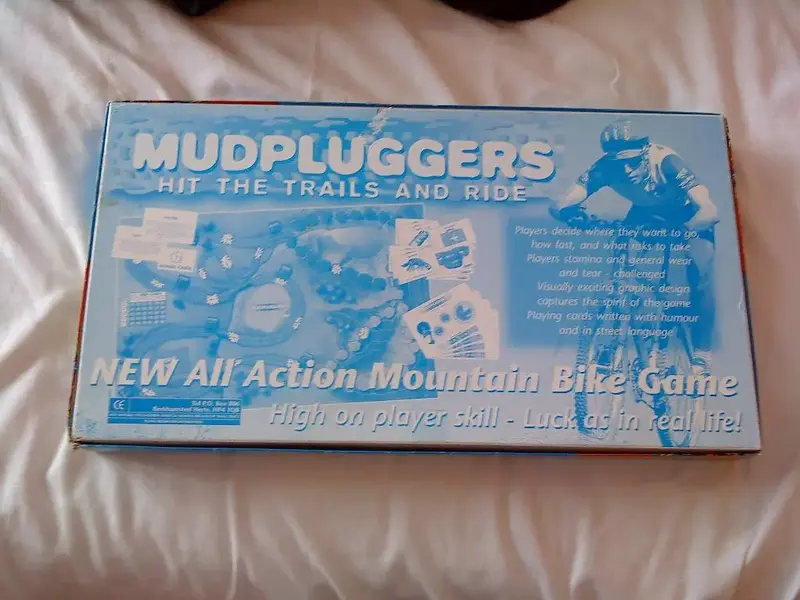 MUDPLUGGERS
HIT THE TRAILS AND RIDE
Players decide where they want to go,
how fast, and what risks to take
Players stamina and general wear
and tear - challenged
Visually exciting graphic design
captures the spirit of the game
Playing cards written with humour
and in street language
NEW All Action Mountain Bike Game
High on player skill - Luck as in real life!
CE
P.O. Box
Herts.